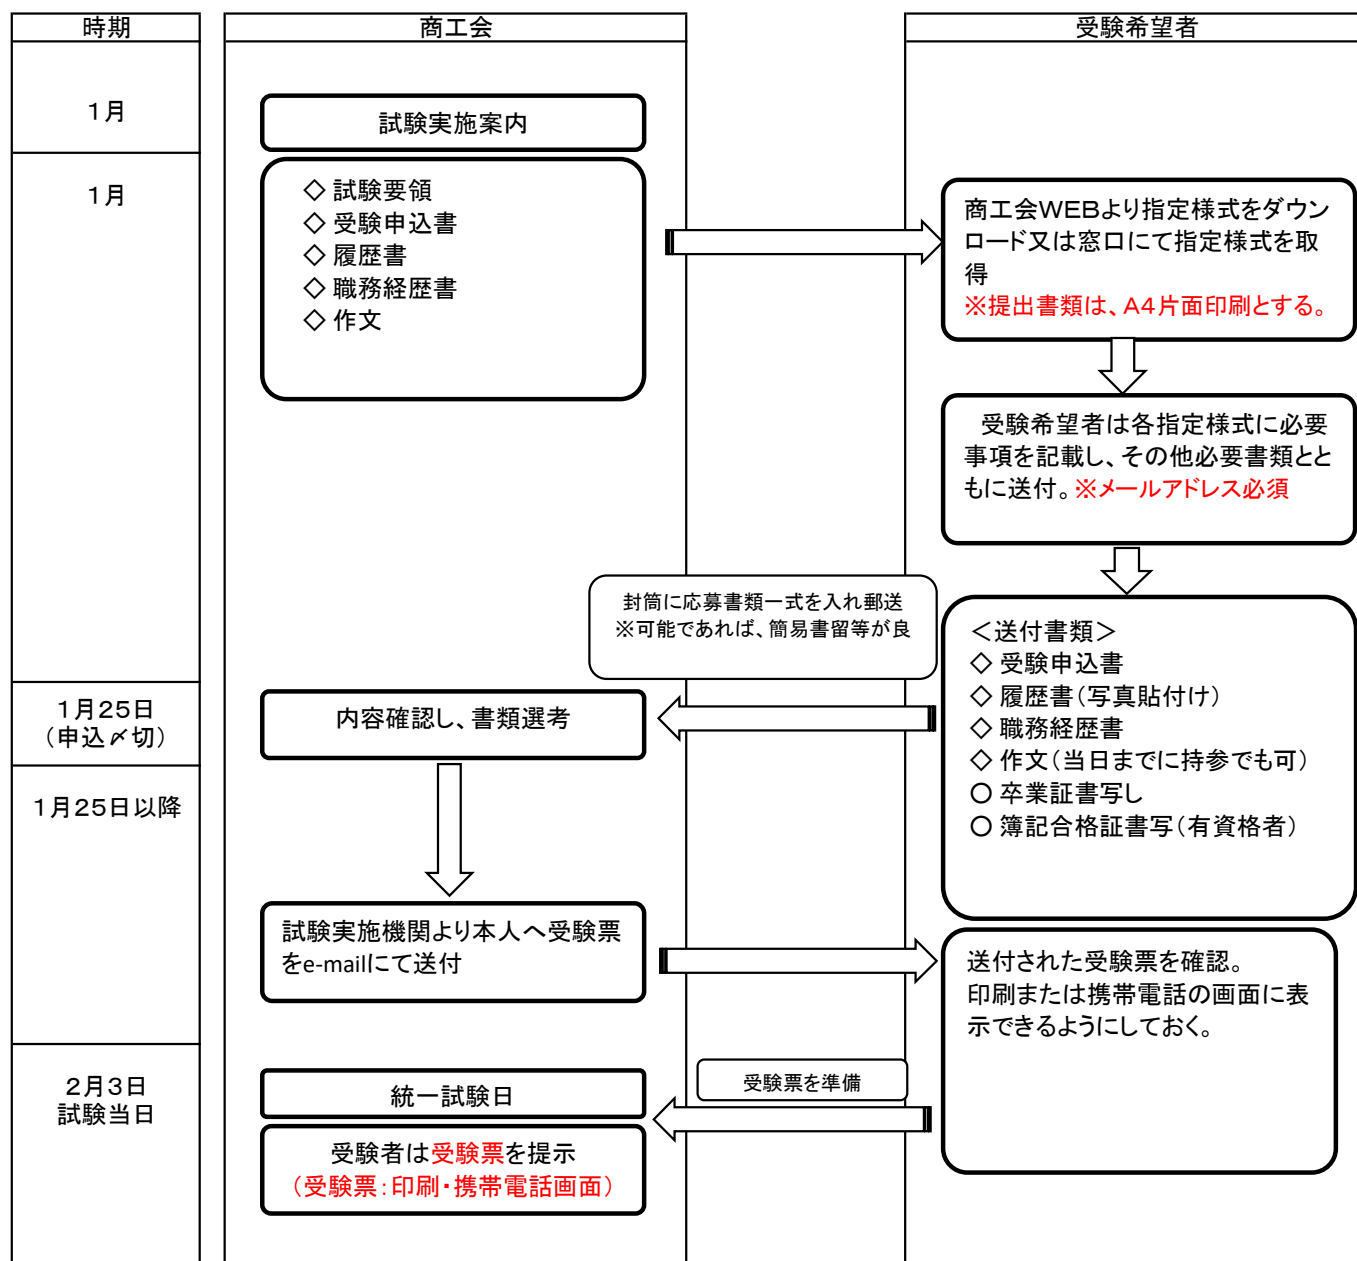 時期
商工会
受験希望者
1月
試験実施案内
1月
◇ 試験要領
◇ 受験申込書
◇ 履歴書
◇ 職務経歴書
◇ 作文
商工会WEBより指定様式をダウン
ロード又は窓口にて指定様式を取
得
※提出書類は、A4片面印刷とする。
受験希望者は各指定様式に必要
事項を記載し、その他必要書類とと
もに送付。※メールアドレス必須
封筒に応募書類一式を入れ郵送
※可能であれば、簡易書留等が良
＜送付書類＞
◇ 受験申込書
◇ 履歴書（写真貼付け）
◇ 職務経歴書
◇ 作文（当日までに持参でも可）
○ 卒業証書写し
○ 簿記合格証書写（有資格者）
1月25日
（申込〆切）
内容確認し、書類選考
1月25日以降
試験実施機関より本人へ受験票
をe-mailにて送付
送付された受験票を確認。
印刷または携帯電話の画面に表
示できるようにしておく。
2月3日
試験当日
統一試験日
受験票を準備
受験者は受験票を提示
（受験票：印刷・携帯電話画面）